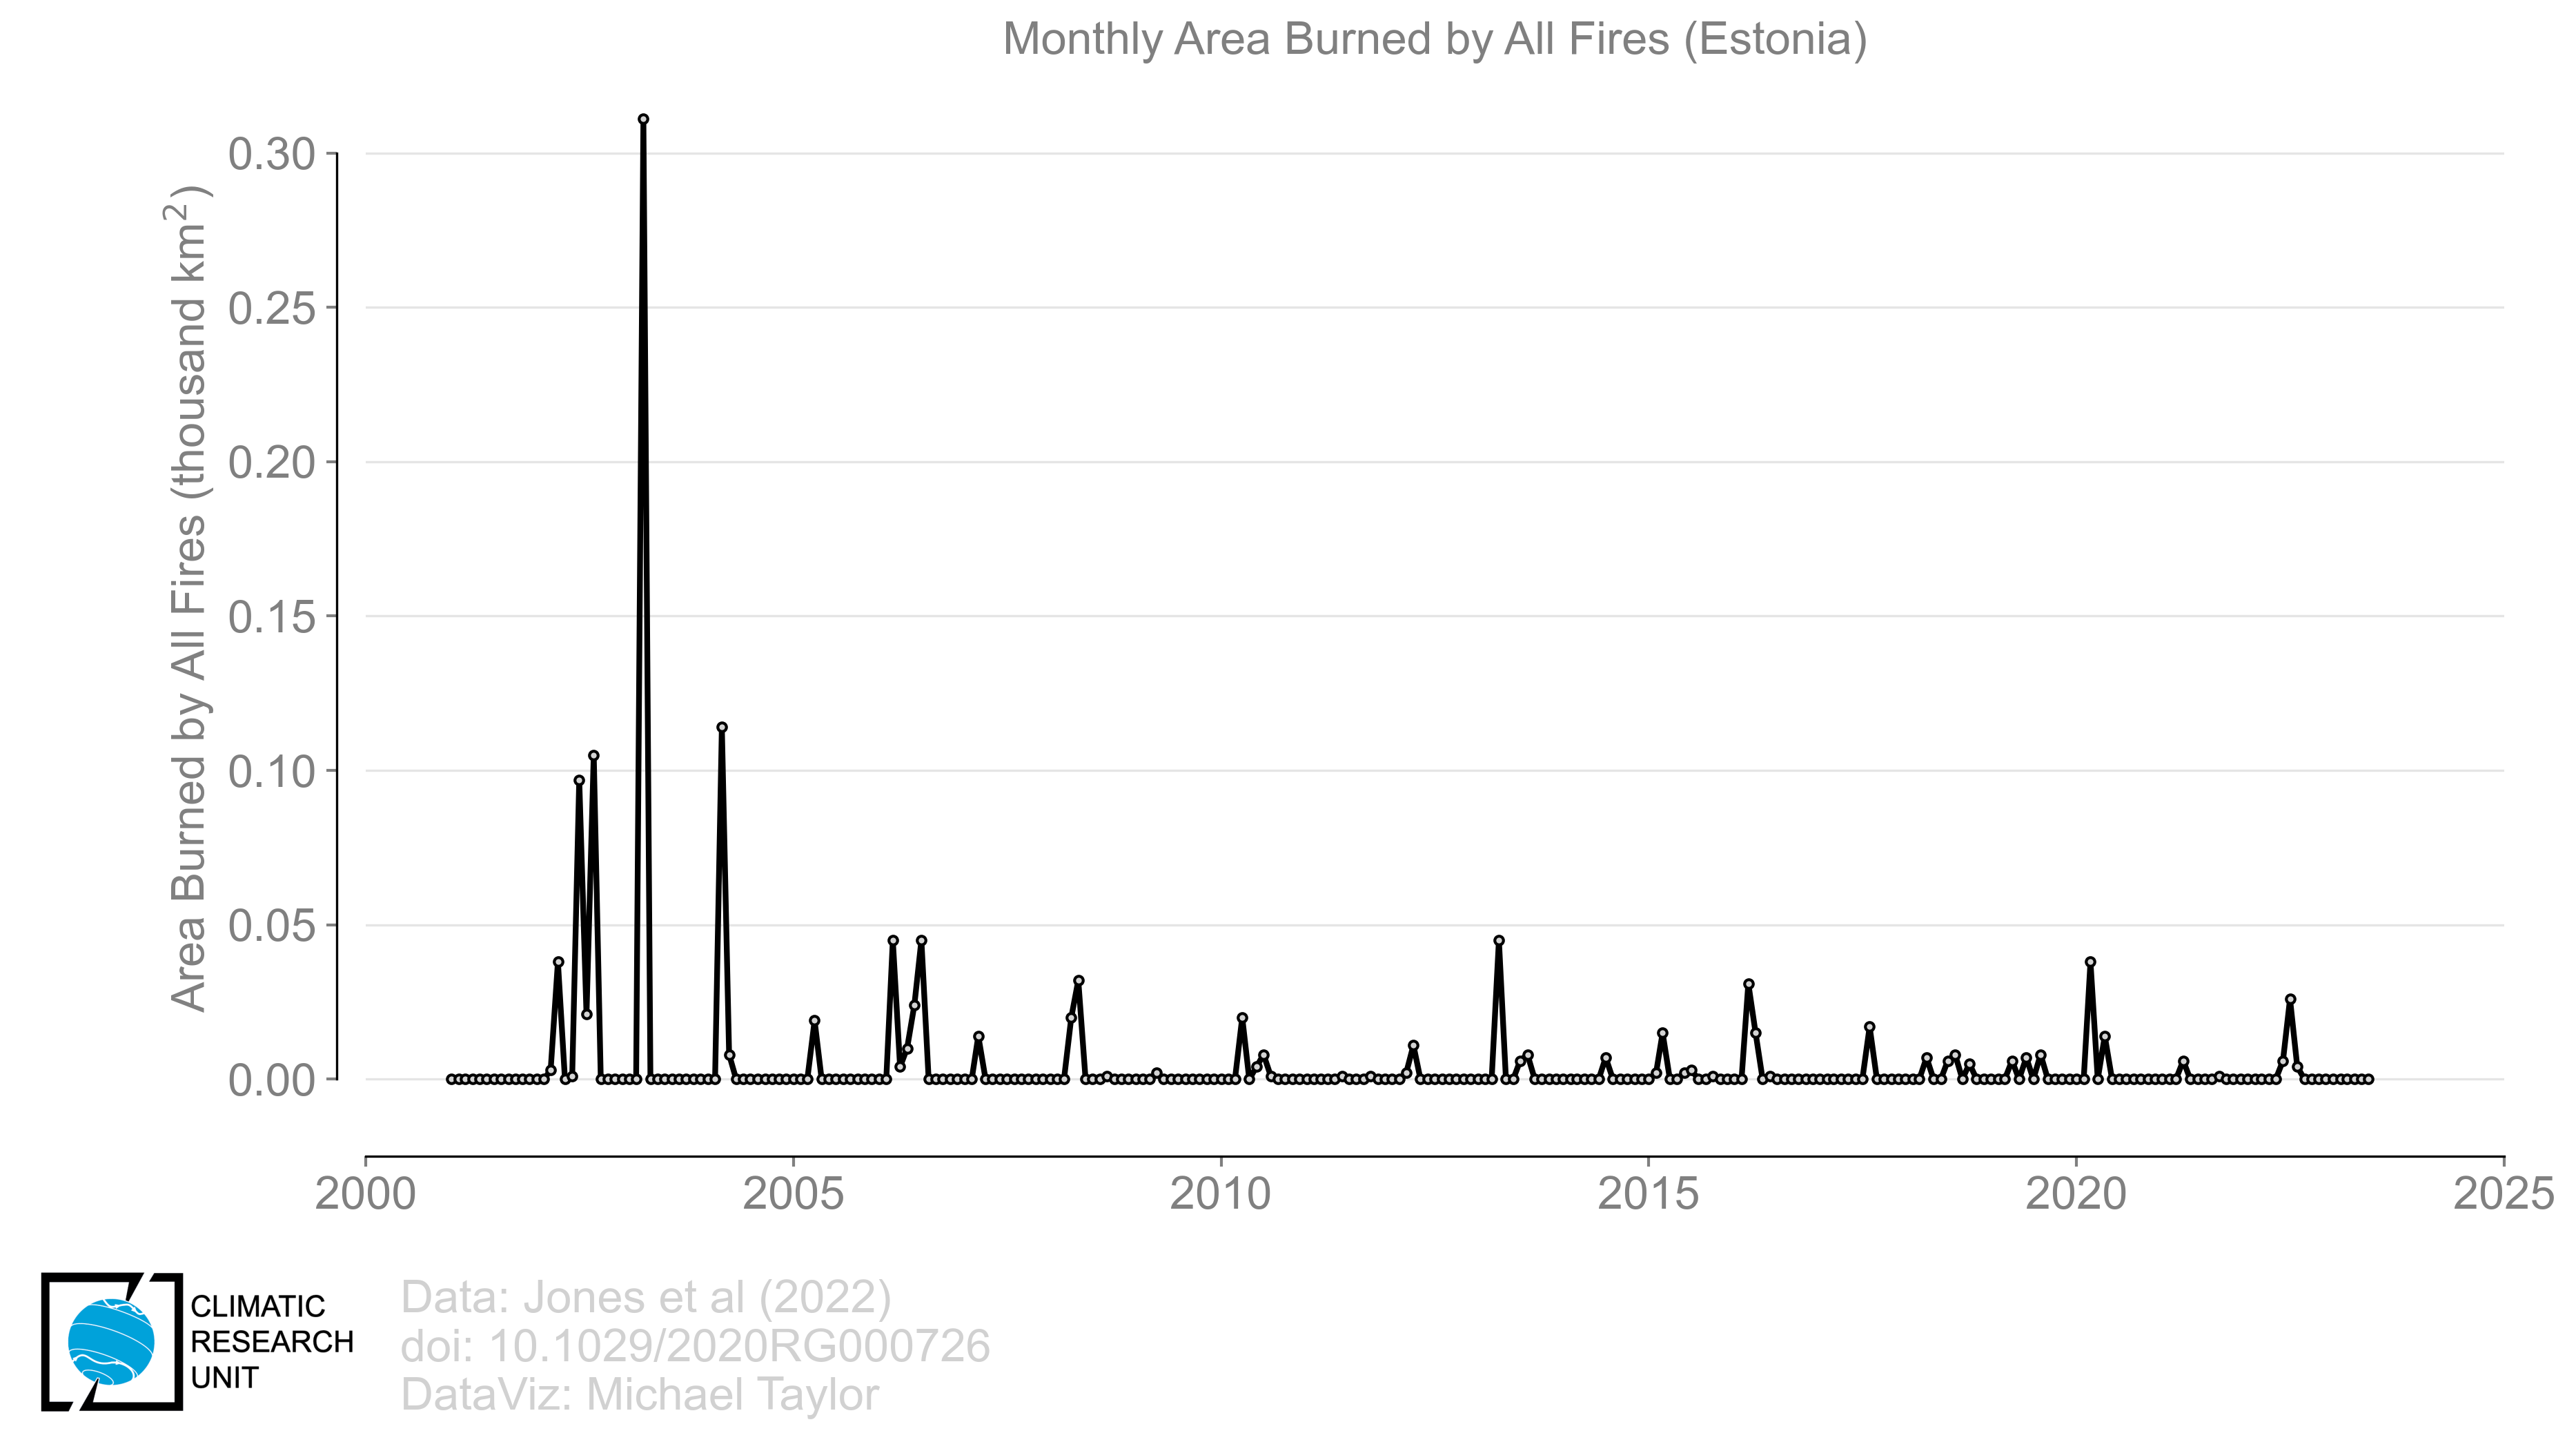 Monthly Area Burned by All Fires (Estonia)
Area Burned by All Fires (thousand km²)
0.30
0.25
0.20
0.15
0.10
0.05
0.00
2000
2005
2010
2015
2020
2025
CLIMATIC
RESEARCH
UNIT
Data: Jones et al (2022)
doi: 10.1029/2020RG000726
DataViz: Michael Taylor